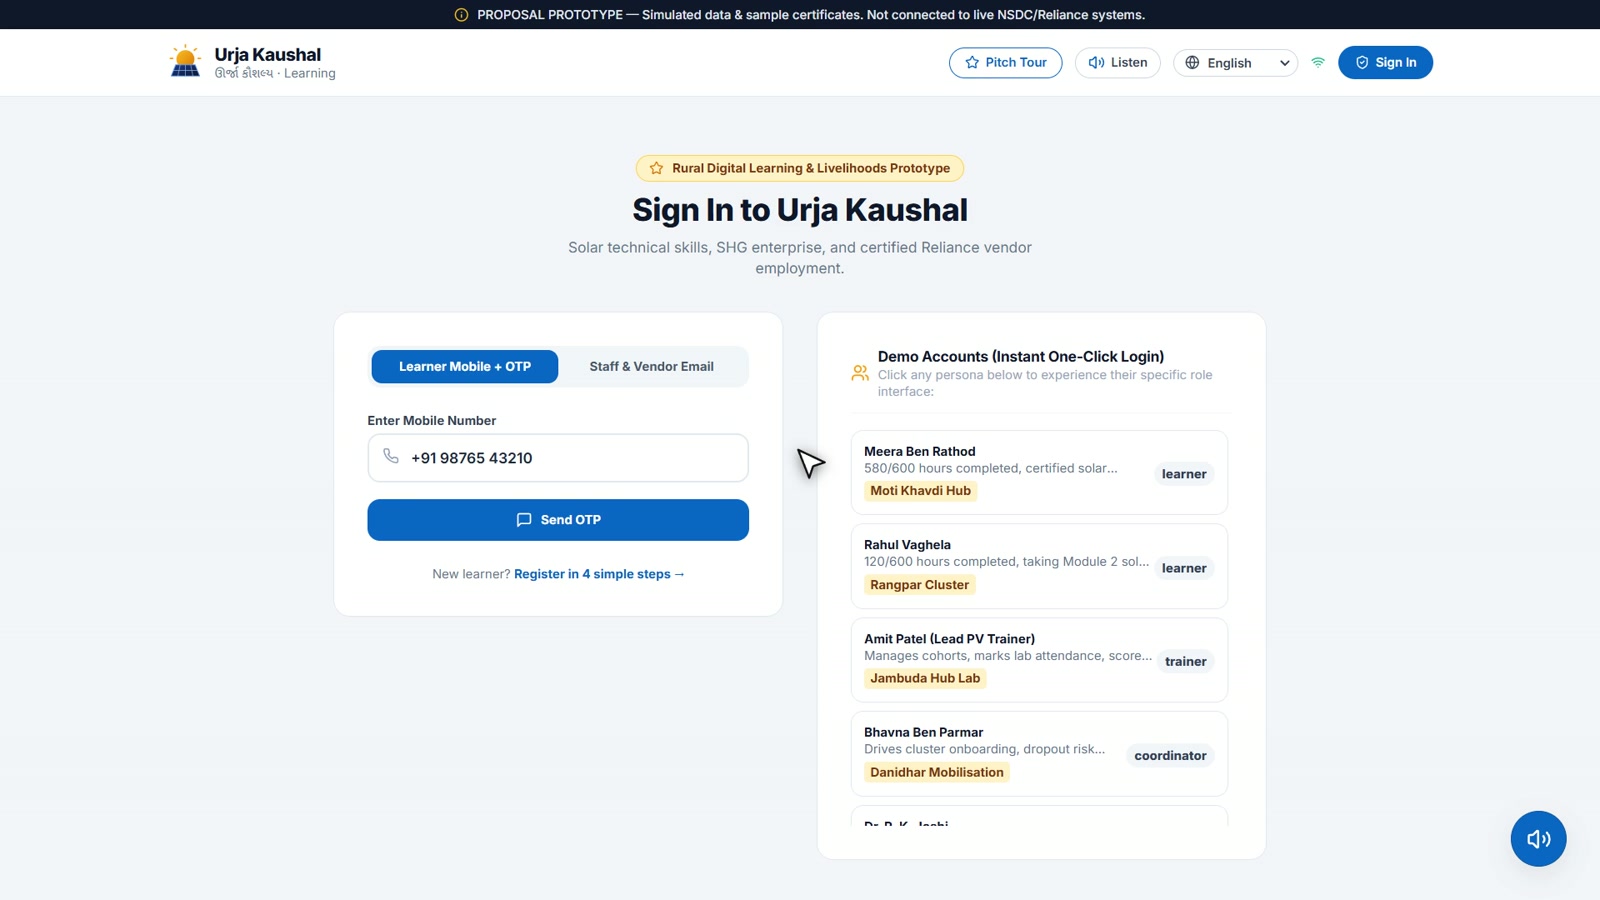 PROPOSAL PROTOTYPE — Simulated data & sample certificates. Not connected to live NSDC/Reliance systems.
Urja Kaushal
ઊર્જા કૌશલ્ય · Learning
Pitch Tour
Listen
English
Sign In
Rural Digital Learning & Livelihoods Prototype
Sign In to Urja Kaushal
Solar technical skills, SHG enterprise, and certified Reliance vendor
employment.
Learner Mobile + OTP
Staff & Vendor Email
Enter Mobile Number
+91 98765 43210
Send OTP
New learner? Register in 4 simple steps →
Demo Accounts (Instant One-Click Login)
Click any persona below to experience their specific role
interface:
Meera Ben Rathod
580/600 hours completed, certified solar...
Moti Khavdi Hub
learner
Rahul Vaghela
120/600 hours completed, taking Module 2 sol...
Rangpar Cluster
learner
Amit Patel (Lead PV Trainer)
Manages cohorts, marks lab attendance, score...
Jambuda Hub Lab
trainer
Bhavna Ben Parmar
Drives cluster onboarding, dropout risk...
Danidhar Mobilisation
coordinator